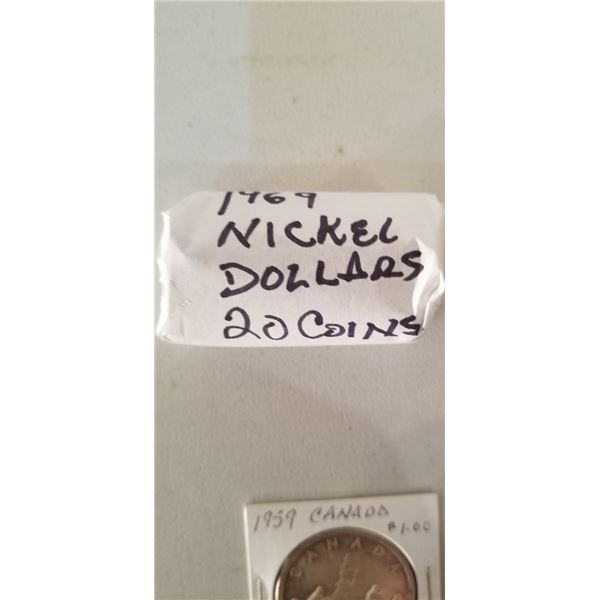 1969
NICKEL
DOLLARS
20 COINS
1959 CANADA
$1.00
CANADA